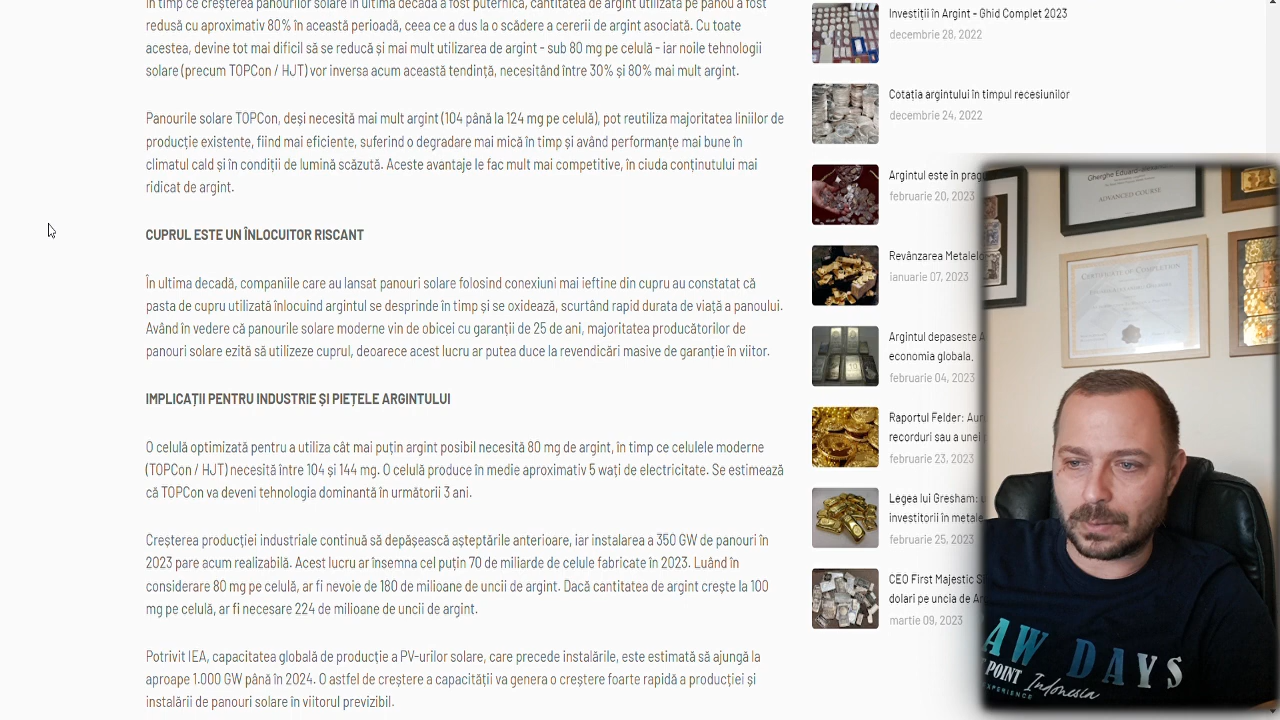 în timp ce creșterea panourilor solare în ultima decadă a fost puternică, cantitatea de argint utilizată pe panou a fost
redusă cu aproximativ 80% în această perioadă, ceea ce a dus la o scădere a cererii de argint asociată. Cu toate
acestea, a devenit mai dificil să se reducă și mai mult utilizarea de argint - sub 80 mg pe celulă - iar noile tehnologii
solare (precum TOPCon / HJT) vor inversa acum această tendință, necesitând intre 30% și 80% mai mult argint.
Panourile solare TOPCon, deși necesită mai mult argint (104 până la 124 mg pe celulă), pot reutiliza majoritatea liniilor de
producție existente, fiind mai eficiente, suferind o degradare mai mică în timp și având performanțe mai bune în
climatul cald și în condiții de lumină scăzută. Aceste avantaje le fac mult mai competitive, în ciuda conținutului mai
ridicat de argint.
CUPRUL ESTE UN ÎNLOCUITOR RISCANT
În ultima decadă, companiile care au lansat panouri solare folosind conexiuni mai ieftine din cupru au constatat că
pasta de cupru utilizată înlocuind argintul se desprinde în timp și se oxidează, scurtând rapid durata de viață a panoului.
Având în vedere că panourile solare moderne vin de obicei cu garanții de 25 de ani, majoritatea producătorilor de
panouri solare ezită să utilizeze cuprul, deoarece acest lucru ar putea duce la revendicări masive de garanție în viitor.
IMPLICAȚII PENTRU INDUSTRIE ȘI PIEȚELE ARGINTULUI
O celulă optimizată pentru a utiliza cât mai puțin argint posibil necesită 80 mg de argint, în timp ce celulele moderne
(TOPCon / HJT) necesită între 104 și 144 mg. O celulă produce în medie aproximativ 5 wați de electricitate. Se estimează
că TOPCon va deveni tehnologia dominantă în următorii 3 ani.
Creșterea producției industriale continuă să depășească așteptările anterioare, iar instalarea a 350 GW de panouri în
2023 pare acum realizabilă. Acest lucru ar însemna cel puțin 70 de miliarde de celule fabricate în 2023. Luând în
considerare 80 mg pe celulă, ar fi nevoie de 180 de milioane de uncii de argint. Dacă cantitatea de argint crește la 100
mg pe celulă, ar fi necesare 224 de milioane de uncii de argint.
Potrivit IEA, capacitatea globală de producție a PV-urilor solare, care precede instalările, este estimată să ajungă la
aproape 1.000 GW până în 2024. O astfel de creștere a capacității va genera o creștere foarte rapidă a producției și
instalării de panouri solare în viitorul previzibil.
Investiții în Argint - Ghid Complet 2023
decembrie 28, 2022
Cotația argintului în timpul recesiunilor
decembrie 24, 2022
Argintul este în prag
februarie 20, 2023
Revânzarea Metalelo
ianuarie 07, 2023
Argintul depaseste A
economia globala.
februarie 04, 2023
Raportul Felder: Aur
recorduri sau a unei
februarie 23, 2023
Legea lui Gresham: u
investitorii în metale
februarie 25, 2023
CEO First Majestic S
dolari pe uncia de Ar
martie 09, 2023
Gherghe Eduard
ADVANCED COURSE
CERTIFICATE OF COMPLETION
AW DAYS
POINT Indonesia
EXPERIENCE